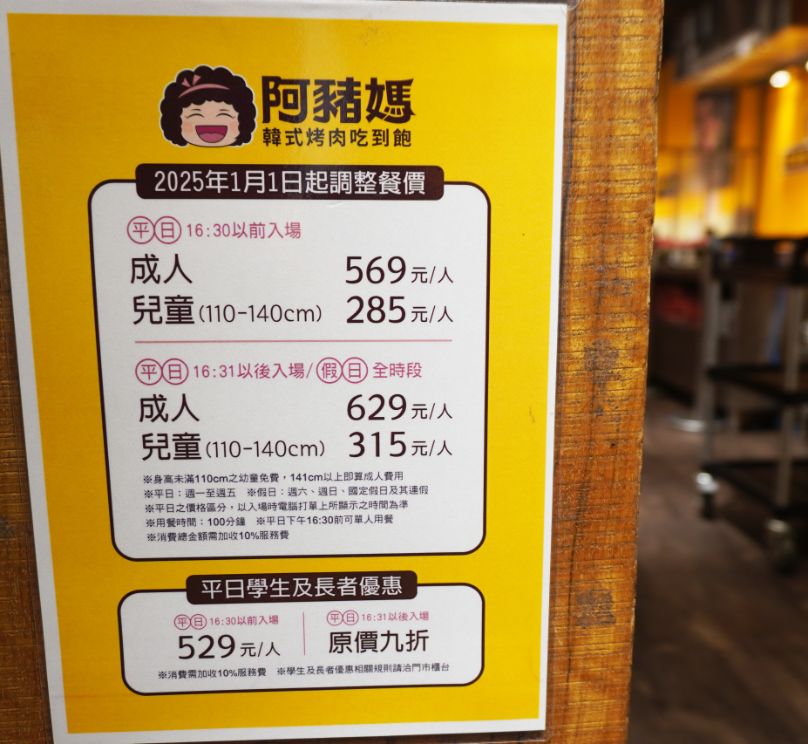 阿豬媽
韓式烤肉吃到飽
2025年1月1日起調整餐價
平日 16:30以前入場
成人 569元/人
兒童(110-140cm) 285元/人
平日 16:31以後入場/假日 全時段
成人 629元/人
兒童(110-140cm) 315元/人
※身高未滿110cm之幼童免費，141cm以上即算成人費用
※平日：週一至週五 ※假日：週六、週日、國定假日及其連假
※平日之價格區分，以入場時電腦打單上所顯示之時間為準
※用餐時間：100分鐘 ※平日下午16:30前可單人用餐
※消費總金額需加收10%服務費
平日學生及長者優惠
平日 16:30以前入場 平日 16:31以後入場
529元/人 原價九折
※消費需加收10%服務費 ※學生及長者優惠相關規則請洽門市櫃台